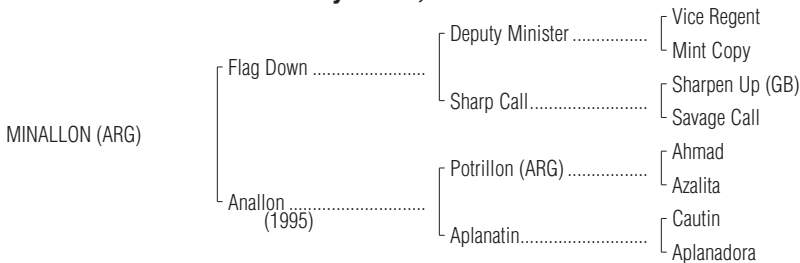 Vice Regent
Deputy Minister ................
Mint Copy
Flag Down ........................
Sharpen Up (GB)
Sharp Call.........................
Savage Call
MINALLON (ARG)
Ahmad
Potrillon (ARG) .................
Azalita
Anallon .............................
(1995)
Cautin
Aplanatin...........................
Aplanadora